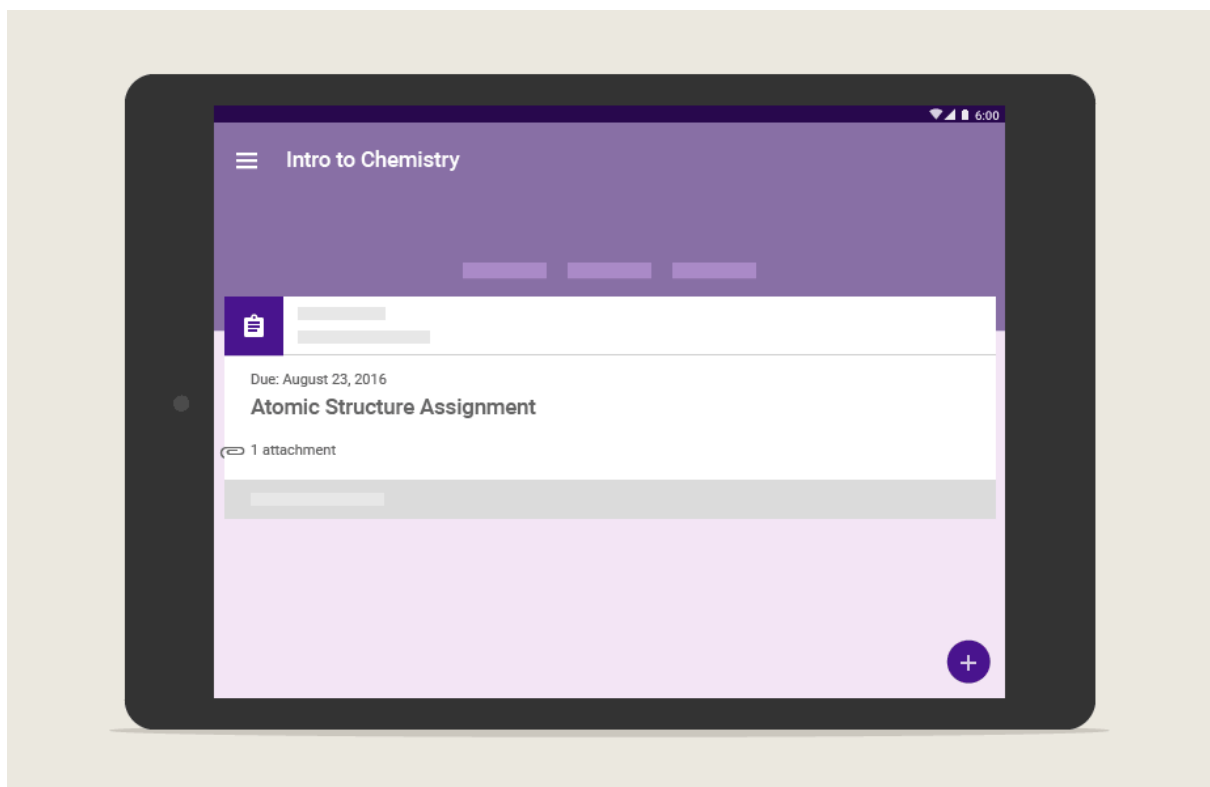 6:00
Intro to Chemistry
Due: August 23, 2016
Atomic Structure Assignment
1 attachment